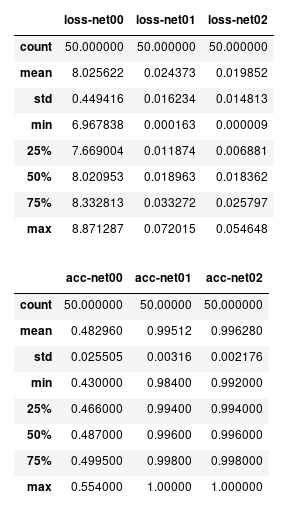 loss-net00 loss-net01 loss-net02
count 50.000000 50.000000 50.000000
mean 8.025622 0.024373 0.019852
std 0.449416 0.016234 0.014813
min 6.967838 0.000163 0.000009
25% 7.669004 0.011874 0.006881
50% 8.020953 0.018963 0.018362
75% 8.332813 0.033272 0.025797
max 8.871287 0.072015 0.054648
acc-net00 acc-net01 acc-net02
count 50.000000 50.00000 50.000000
mean 0.482960 0.99512 0.996280
std 0.025505 0.00316 0.002176
min 0.430000 0.98400 0.992000
25% 0.466000 0.99400 0.994000
50% 0.487000 0.99600 0.996000
75% 0.499500 0.99800 0.998000
max 0.554000 1.00000 1.000000